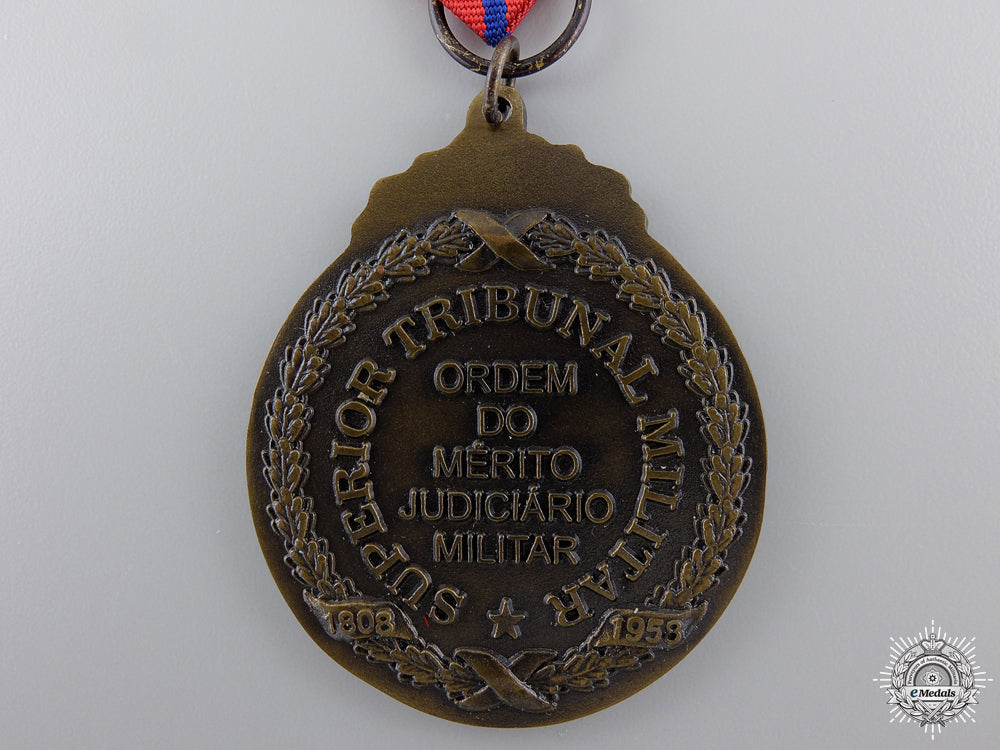 SUPERIOR TRIBUNAL MILITAR
ORDEM
DO
MÉRITO
JUDICIÁRIO
MILITAR
1808
1958
eMedals